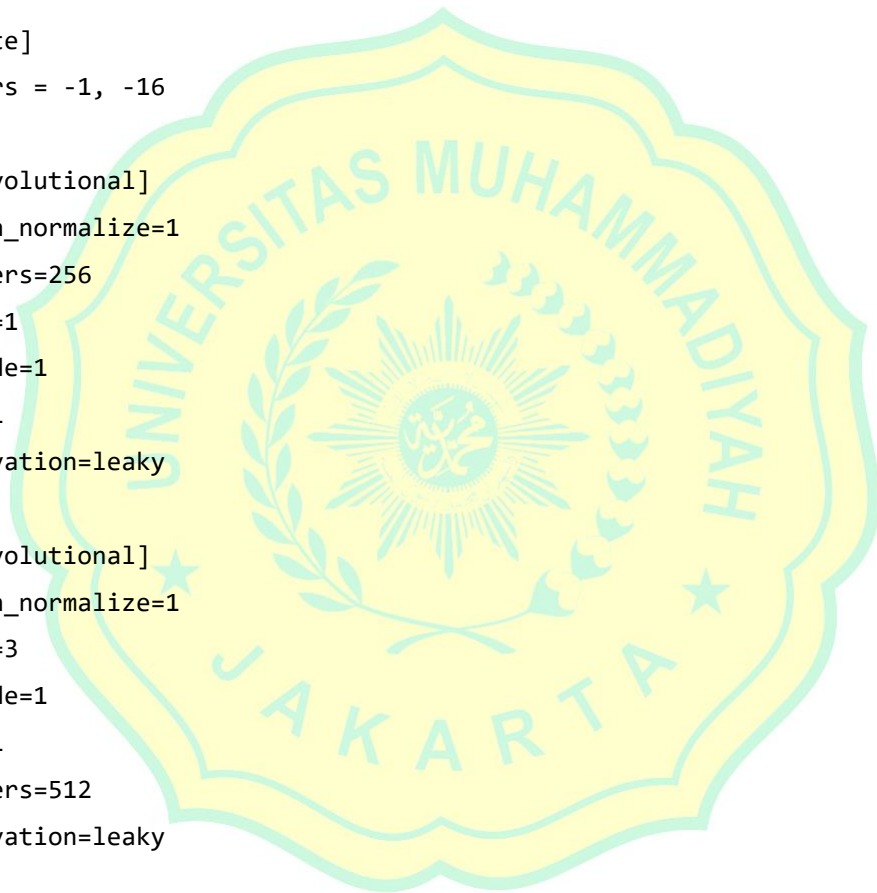 te]
rs = -1, -16
volutional]
_normalize=1
ers=256
=1
de=1
vation=leaky
volutional]
_normalize=1
=3
de=1
ers=512
vation=leaky
UNIVERSITAS MUHAMMADIYAH
JAKARTA